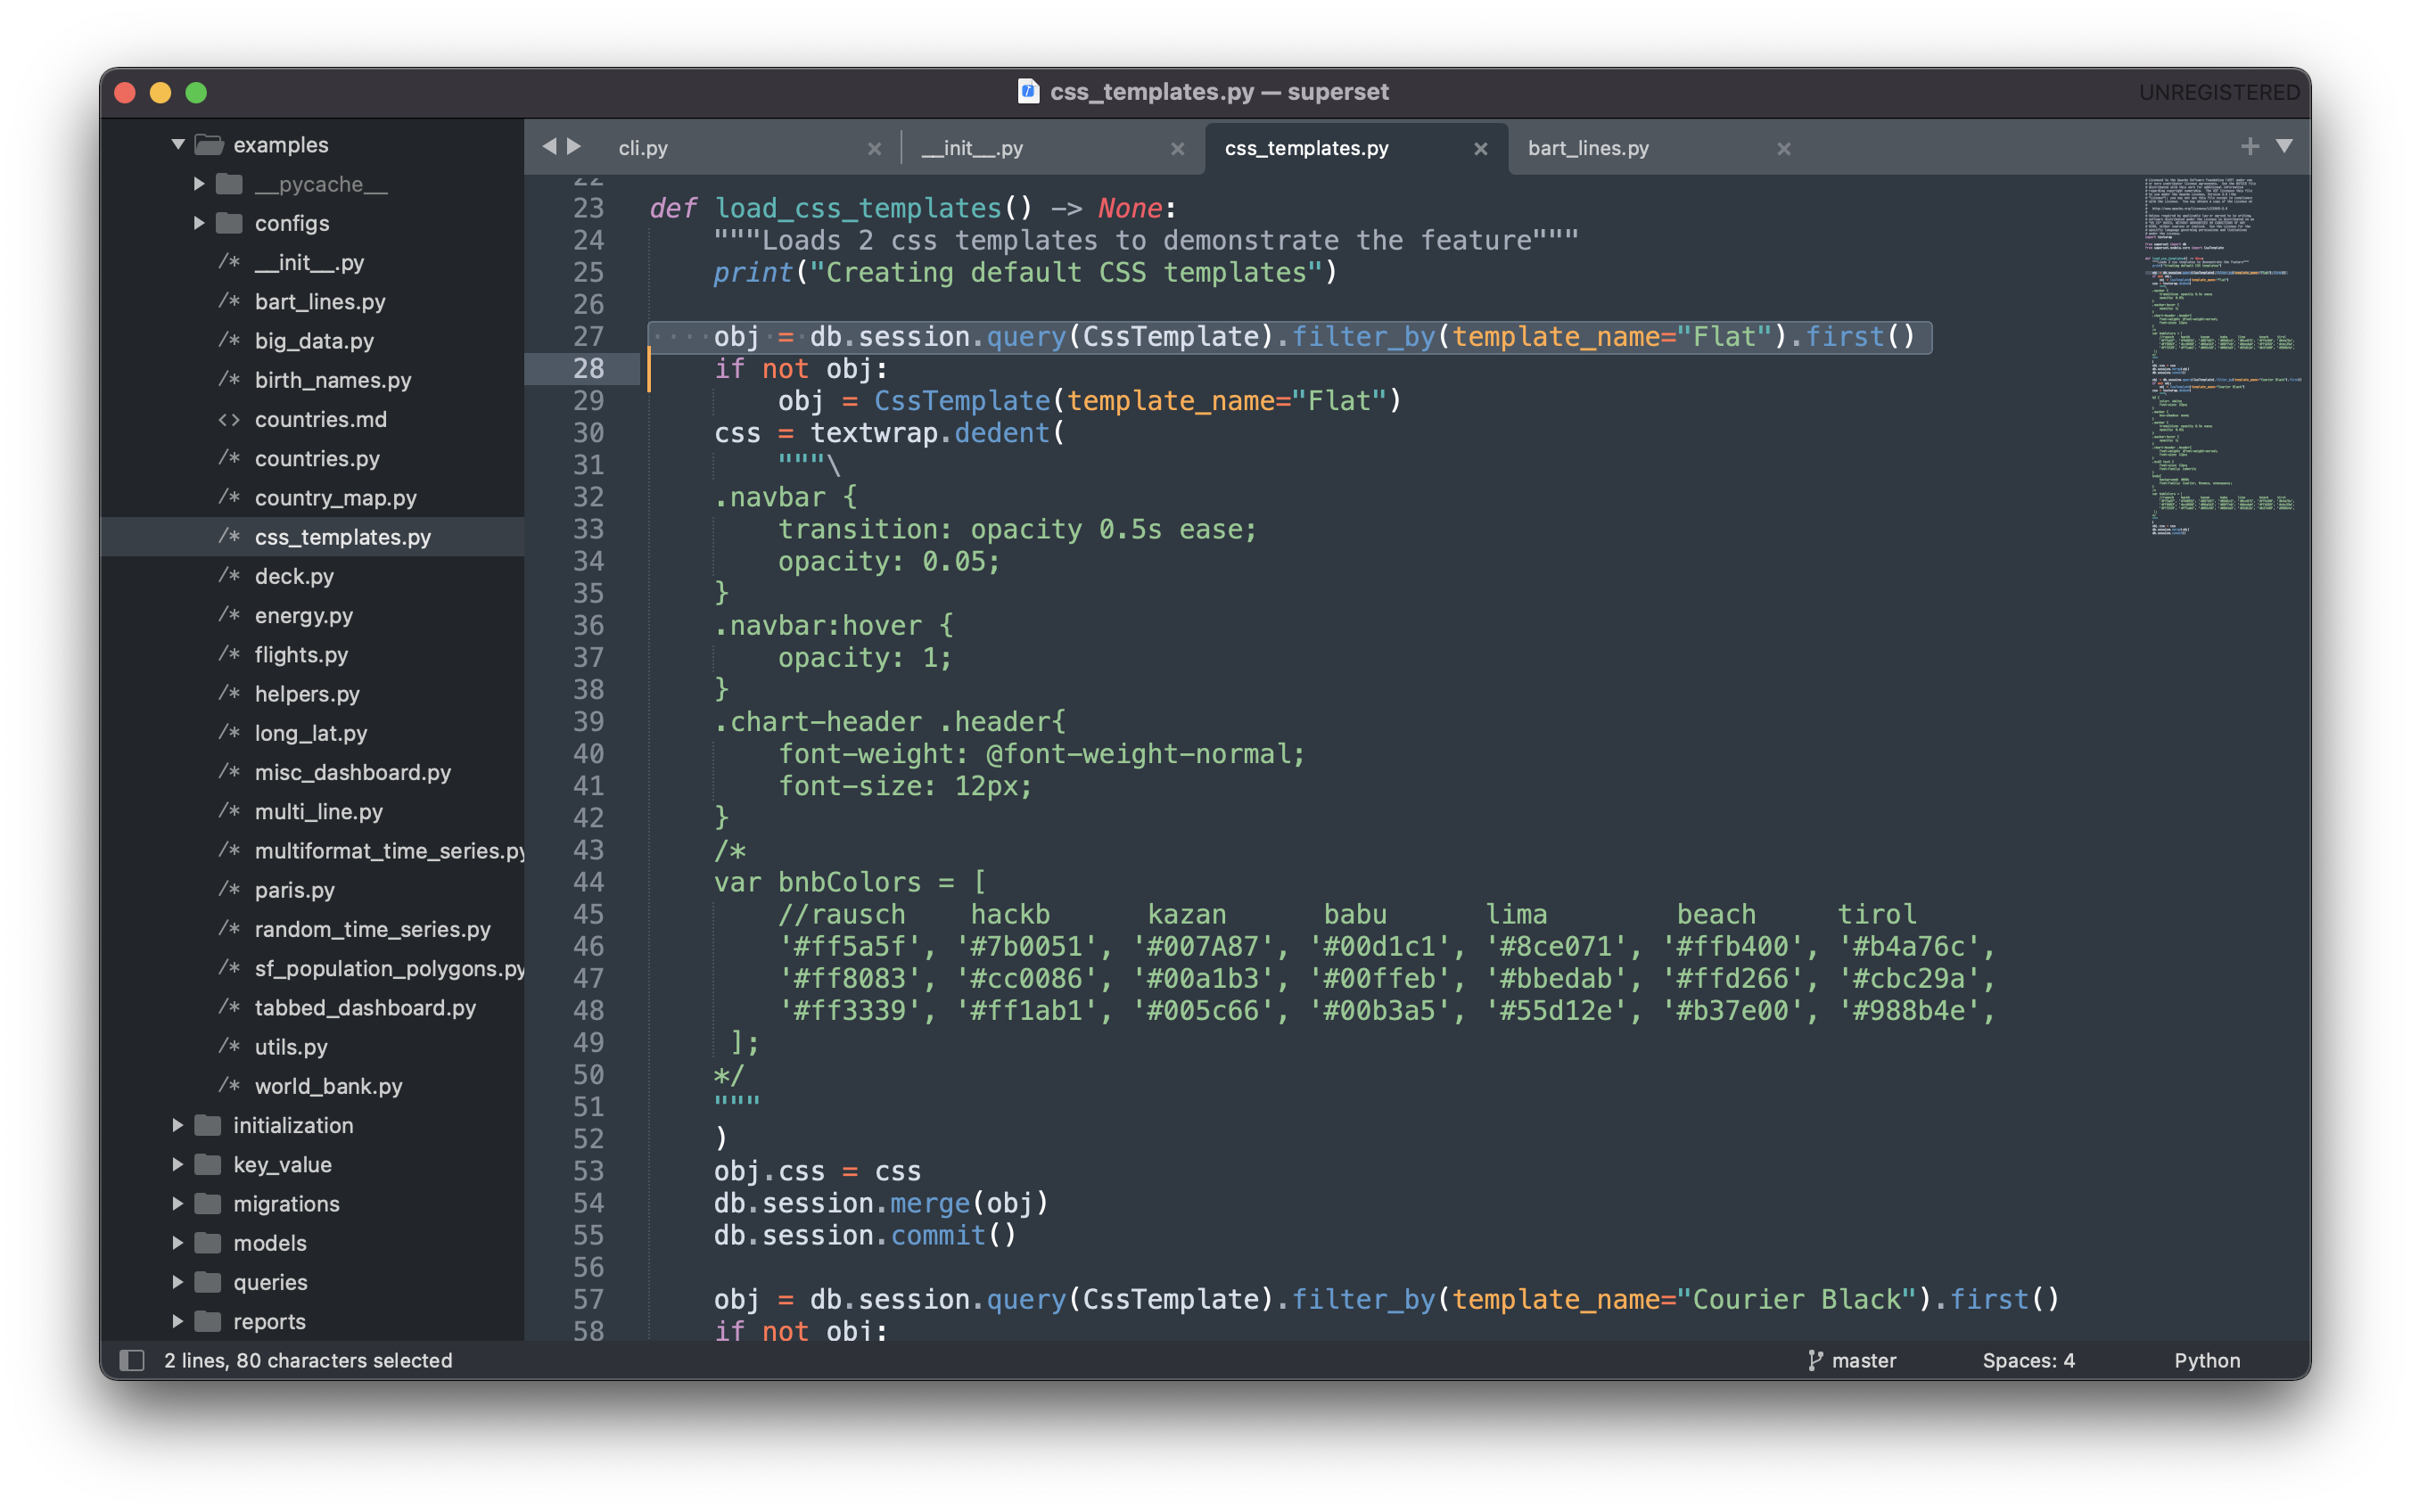 css_templates.py — superset
UNREGISTERED
examples
__pycache__
configs
/* __init__.py
/* bart_lines.py
/* big_data.py
/* birth_names.py
<> countries.md
/* countries.py
/* country_map.py
/* css_templates.py
/* deck.py
/* energy.py
/* flights.py
/* helpers.py
/* long_lat.py
/* misc_dashboard.py
/* multi_line.py
/* multiformat_time_series.py
/* paris.py
/* random_time_series.py
/* sf_population_polygons.py
/* tabbed_dashboard.py
/* utils.py
/* world_bank.py
initialization
key_value
migrations
models
queries
reports
cli.py × __init__.py × css_templates.py × bart_lines.py ×
22
23 def load_css_templates() -> None:
24     """Loads 2 css templates to demonstrate the feature"""
25     print("Creating default CSS templates")
26
27     obj = db.session.query(CssTemplate).filter_by(template_name="Flat").first()
28     if not obj:
29         obj = CssTemplate(template_name="Flat")
30     css = textwrap.dedent(
31         """\
32     .navbar {
33         transition: opacity 0.5s ease;
34         opacity: 0.05;
35     }
36     .navbar:hover {
37         opacity: 1;
38     }
39     .chart-header .header{
40         font-weight: @font-weight-normal;
41         font-size: 12px;
42     }
43     /*
44     var bnbColors = [
45         //rausch    hackb      kazan      babu      lima        beach     tirol
46         '#ff5a5f', '#7b0051', '#007A87', '#00d1c1', '#8ce071', '#ffb400', '#b4a76c',
47         '#ff8083', '#cc0086', '#00a1b3', '#00ffeb', '#bbedab', '#ffd266', '#cbc29a',
48         '#ff3339', '#ff1ab1', '#005c66', '#00b3a5', '#55d12e', '#b37e00', '#988b4e',
49      ];
50     */
51     """
52     )
53     obj.css = css
54     db.session.merge(obj)
55     db.session.commit()
56
57     obj = db.session.query(CssTemplate).filter_by(template_name="Courier Black").first()
58     if not obj:
2 lines, 80 characters selected
master
Spaces: 4
Python